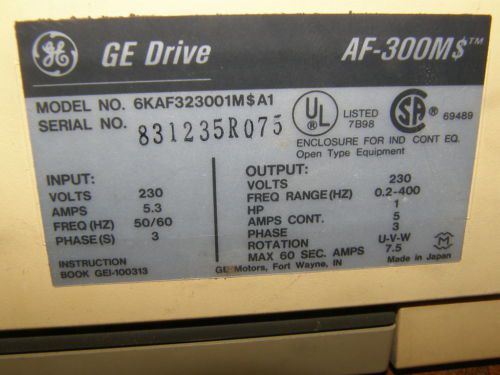 GE GE Drive AF-300M$™
MODEL NO. 6KAF323001M$A1
SERIAL NO. 831235R075
UL LISTED 7B98
SA 69489
ENCLOSURE FOR IND CONT EQ.
Open Type Equipment
INPUT:
VOLTS 230
AMPS 5.3
FREQ (HZ) 50/60
PHASE(S) 3
INSTRUCTION
BOOK GEI-100313
OUTPUT:
VOLTS 230
FREQ RANGE(HZ) 0.2-400
HP 1
AMPS CONT. 5
PHASE 3
ROTATION U-V-W
MAX 60 SEC. AMPS 7.5
GE Motors, Fort Wayne, IN
Made in Japan